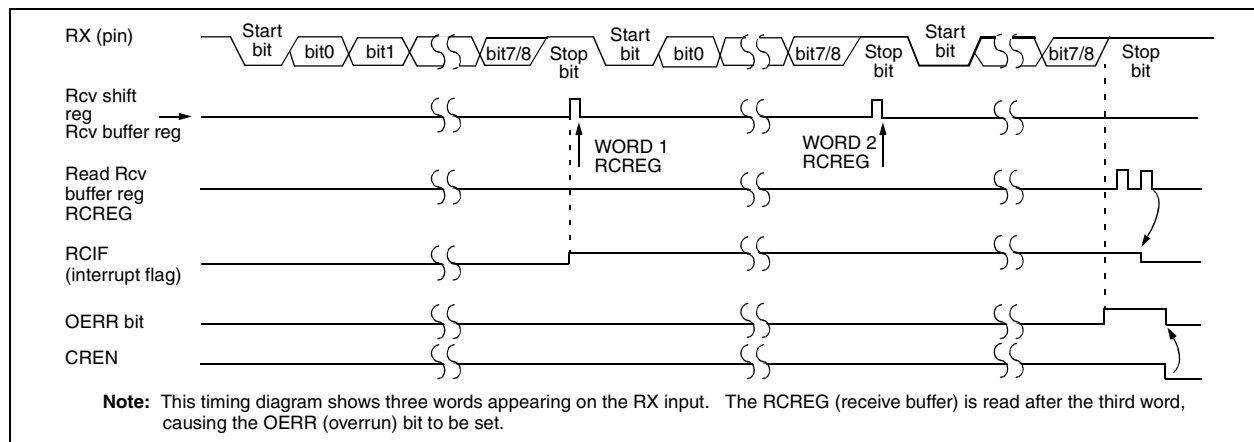 RX (pin)
Start bit
bit0
bit1
bit7/8
Stop bit
Start bit
bit0
bit7/8
Stop bit
Start bit
bit7/8
Stop bit
Rcv shift
reg
Rcv buffer reg
WORD 1
RCREG
WORD 2
RCREG
Read Rcv
buffer reg
RCREG
RCIF
(interrupt flag)
OERR bit
CREN
Note: This timing diagram shows three words appearing on the RX input. The RCREG (receive buffer) is read after the third word,
causing the OERR (overrun) bit to be set.